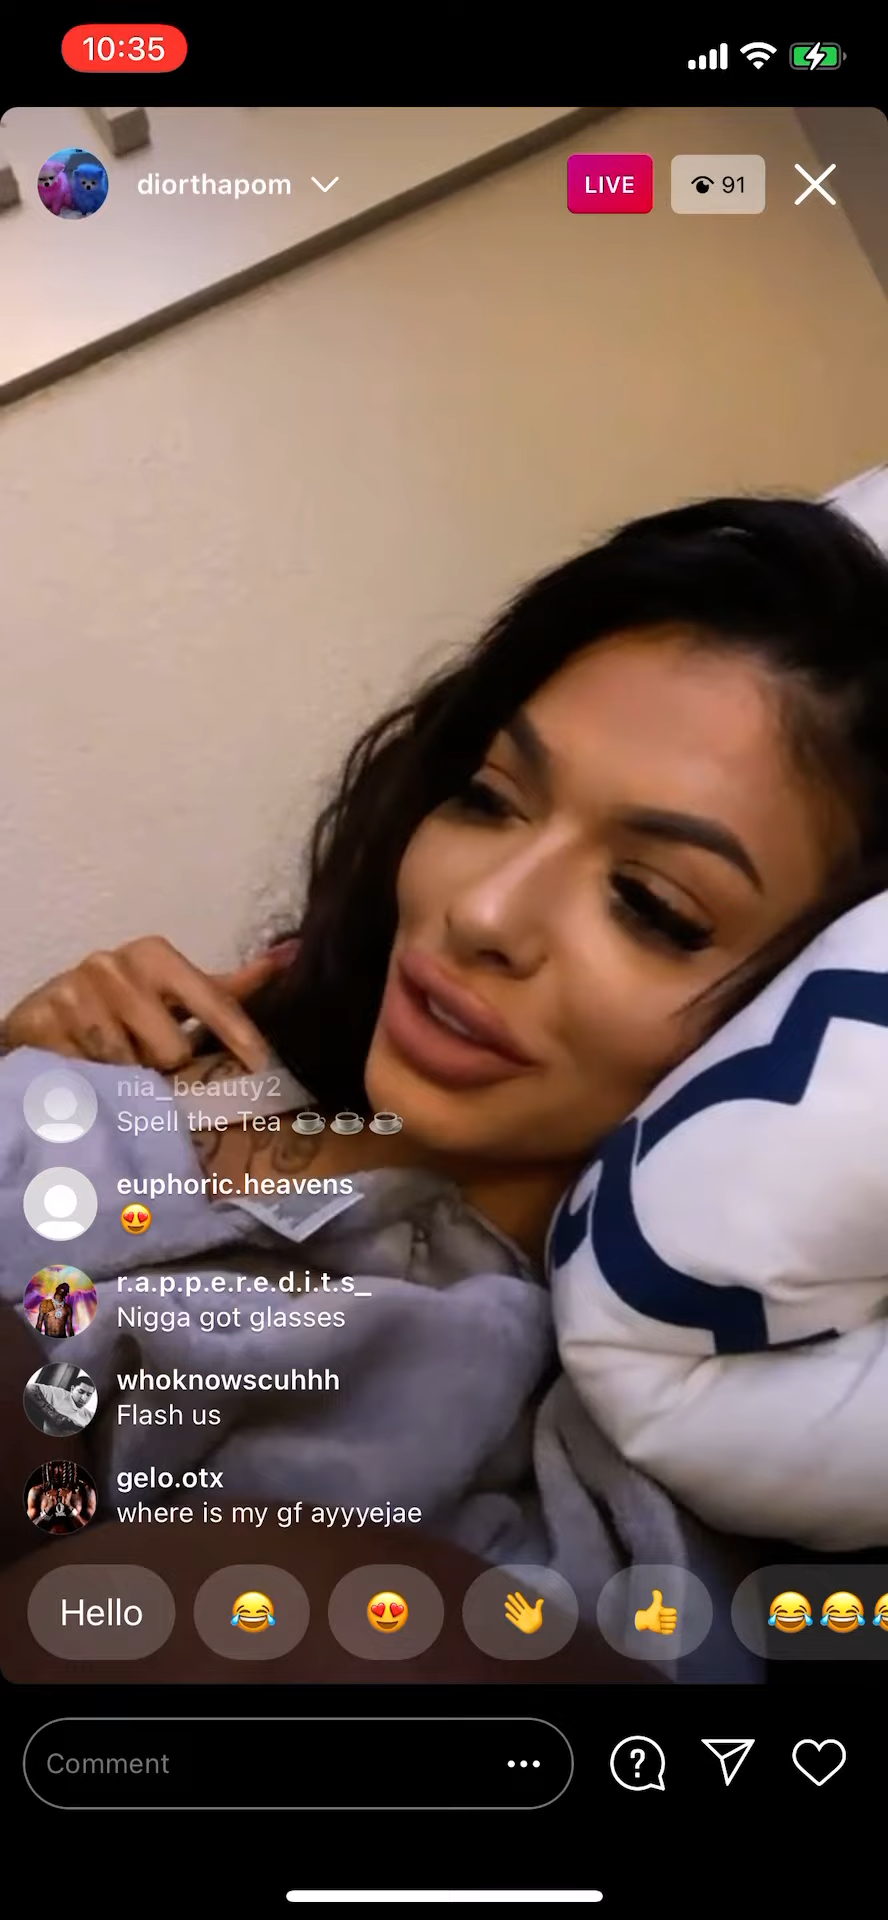 10:35
diorthapom
LIVE
91
nia_beauty2
Spell the Tea ☕☕☕
euphoric.heavens
😍
r.a.p.p.e.r.e.d.i.t.s_
Nigga got glasses
whoknowscuhhh
Flash us
gelo.otx
where is my gf ayyyejae
Hello 😂 😍 👋 👍 😂😂
Comment